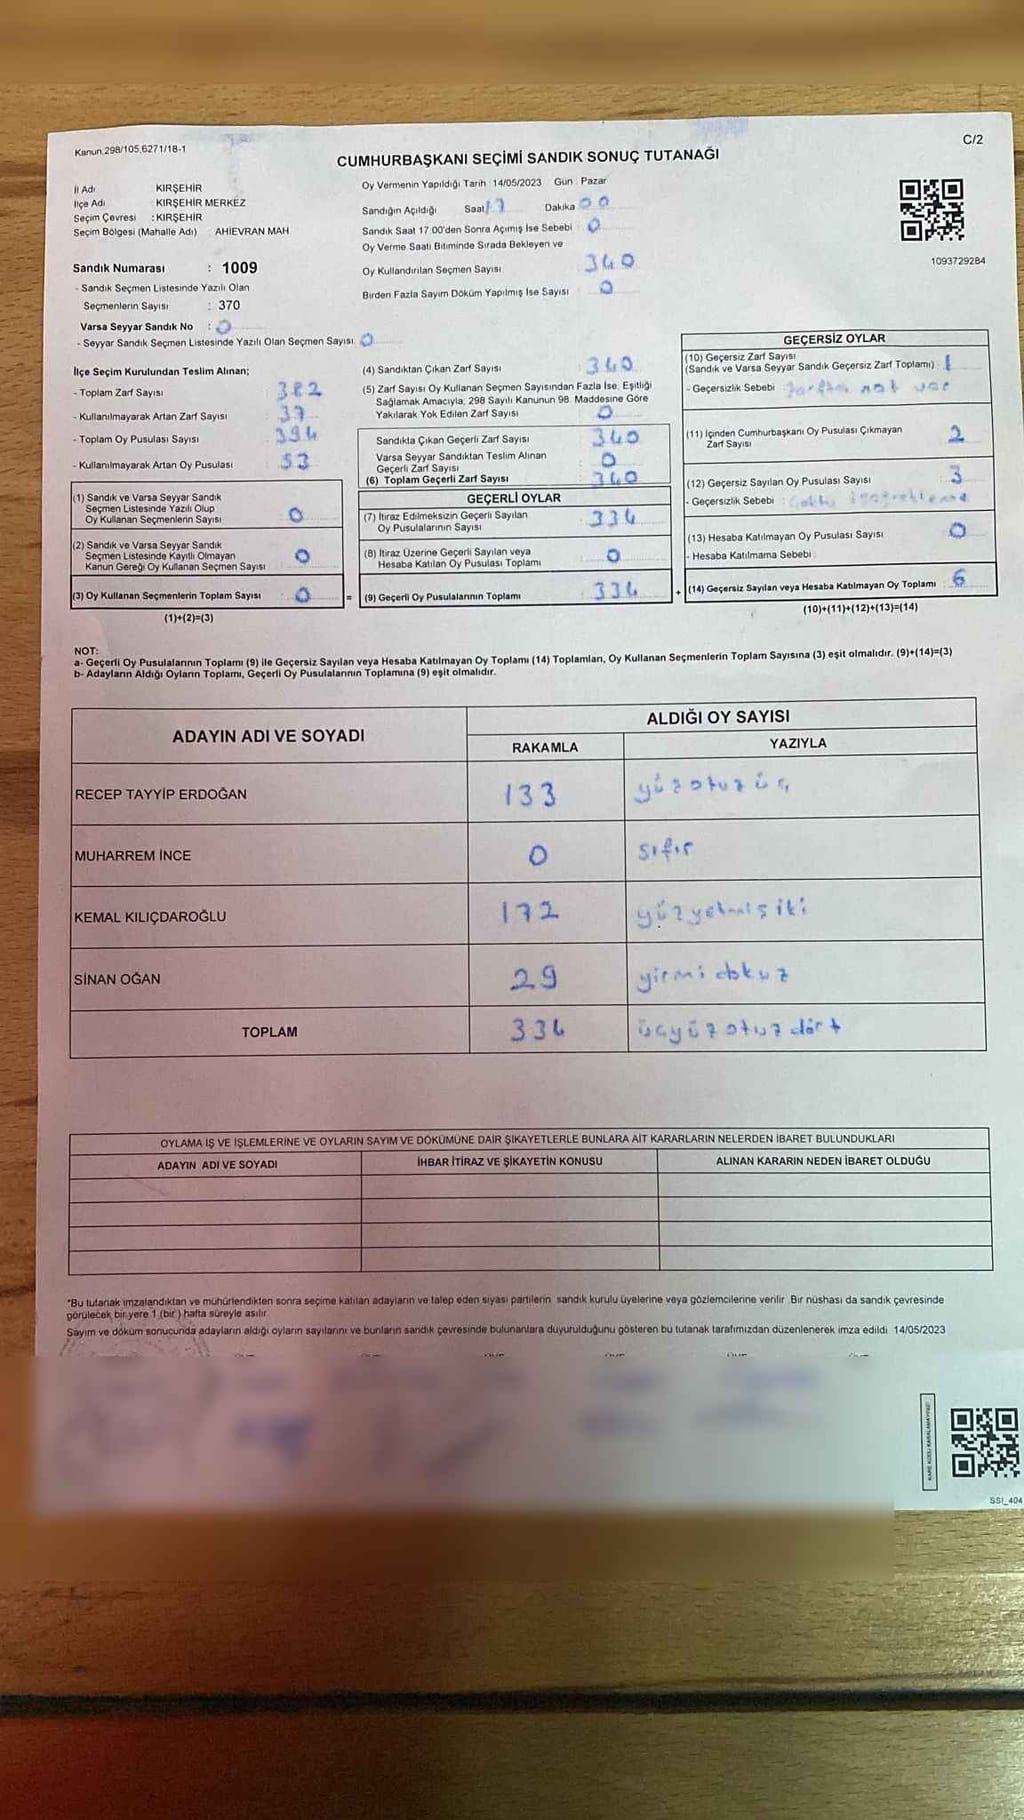 Kanun 298/105,6271/18-1
C/2
CUMHURBAŞKANI SEÇİMİ SANDIK SONUÇ TUTANAĞI
İl Adı KIRŞEHİR
İlçe Adı KIRŞEHİR MERKEZ
Seçim Çevresi : KIRŞEHİR
Seçim Bölgesi (Mahalle Adı) AHİEVRAN MAH.
Sandık Numarası : 1009
- Sandık Seçmen Listesinde Yazılı Olan
Seçmenlerin Sayısı : 370
Varsa Seyyar Sandık No : 0
- Seyyar Sandık Seçmen Listesinde Yazılı Olan Seçmen Sayısı 0
Oy Vermenin Yapıldığı Tarih 14/05/2023 Gün : Pazar
Sandığın Açıldığı Saat 17 Dakika 00
Sandık Saat 17 00'den Sonra Açımış İse Sebebi : 0
Oy Verme Saati Bitiminde Sırada Bekleyen ve
Oy Kullandırılan Seçmen Sayısı : 340
Birden Fazla Sayım Döküm Yapılmış İse Sayısı 0
1093729284
İlçe Seçim Kurulundan Teslim Alınan;
- Toplam Zarf Sayısı 382
- Kullanılmayarak Artan Zarf Sayısı 37
- Toplam Oy Pusulası Sayısı 394
- Kullanılmayarak Artan Oy Pusulası 53
(1) Sandık ve Varsa Seyyar Sandık
Seçmen Listesinde Yazılı Olup
Oy Kullanan Seçmenlerin Sayısı : 0
(2) Sandık ve Varsa Seyyar Sandık
Seçmen Listesinde Kayıtlı Olmayan
Kanun Gereği Oy Kullanan Seçmen Sayısı 0
(3) Oy Kullanan Seçmenlerin Toplam Sayısı : 0
(1)+(2)=(3)
=
(4) Sandıktan Çıkan Zarf Sayısı : 340
(5) Zarf Sayısı Oy Kullanan Seçmen Sayısından Fazla İse, Eşitliği
Sağlamak Amacıyla, 298 Sayılı Kanunun 98. Maddesine Göre
Yakılarak Yok Edilen Zarf Sayısı 0
Sandıkta Çıkan Geçerli Zarf Sayısı : 340
Varsa Seyyar Sandıktan Teslim Alınan
Geçerli Zarf Sayısı : 0
(6) Toplam Geçerli Zarf Sayısı : 340
GEÇERLİ OYLAR
(7) İtiraz Edilmeksizin Geçerli Sayılan
Oy Pusulalarının Sayısı : 334
(8) İtiraz Üzerine Geçerli Sayılan veya
Hesaba Katılan Oy Pusulası Toplamı : 0
(9) Geçerli Oy Pusulalarının Toplamı : 334
+
GEÇERSİZ OYLAR
(10) Geçersiz Zarf Sayısı
(Sandık ve Varsa Seyyar Sandık Geçersiz Zarf Toplamı) : 1
- Geçersizlik Sebebi : zarfta not var
(11) İçinden Cumhurbaşkanı Oy Pusulası Çıkmayan
Zarf Sayısı 2
(12) Geçersiz Sayılan Oy Pusulası Sayısı : 3
- Geçersizlik Sebebi :
(13) Hesaba Katılmayan Oy Pusulası Sayısı : 0
- Hesaba Katılmama Sebebi :
(14) Geçersiz Sayılan veya Hesaba Katılmayan Oy Toplamı : 6
(10)+(11)+(12)+(13)=(14)
NOT:
a- Geçerli Oy Pusulalarının Toplamı (9) ile Geçersiz Sayılan veya Hesaba Katılmayan Oy Toplamı (14) Toplamları, Oy Kullanan Seçmenlerin Toplam Sayısına (3) eşit olmalıdır. (9)+(14)=(3)
b- Adayların Aldığı Oyların Toplamı, Geçerli Oy Pusulalarının Toplamına (9) eşit olmalıdır.
ADAYIN ADI VE SOYADI
ALDIĞI OY SAYISI
RAKAMLA YAZIYLA
RECEP TAYYİP ERDOĞAN 133 yüzotuzüç
MUHARREM İNCE 0 sıfır
KEMAL KILIÇDAROĞLU 172 yüzyetmişiki
SİNAN OĞAN 29 yirmidokuz
TOPLAM 334 üçyüzotuzdört
OYLAMA İŞ VE İŞLEMLERİNE VE OYLARIN SAYIM VE DÖKÜMÜNE DAİR ŞİKAYETLERLE BUNLARA AİT KARARLARIN NELERDEN İBARET BULUNDUKLARI
ADAYIN ADI VE SOYADI İHBAR İTİRAZ VE ŞİKAYETİN KONUSU ALINAN KARARIN NEDEN İBARET OLDUĞU
*Bu tutanak imzalandıktan ve mühürlendikten sonra seçime katılan adayların ve talep eden siyasi partilerin sandık kurulu üyelerine veya gözlemcilerine verilir. Bir nüshası da sandık çevresinde
görülecek bir yere 1 (bir) hafta süreyle asılır.
Sayım ve döküm sonucunda adayların aldığı oyların sayılarını ve bunların sandık çevresinde bulunanlara duyurulduğunu gösteren bu tutanak tarafımızdan düzenlenerek imza edildi. 14/05/2023
KARE KODU KARALAMAYINIZ!
SSI_404